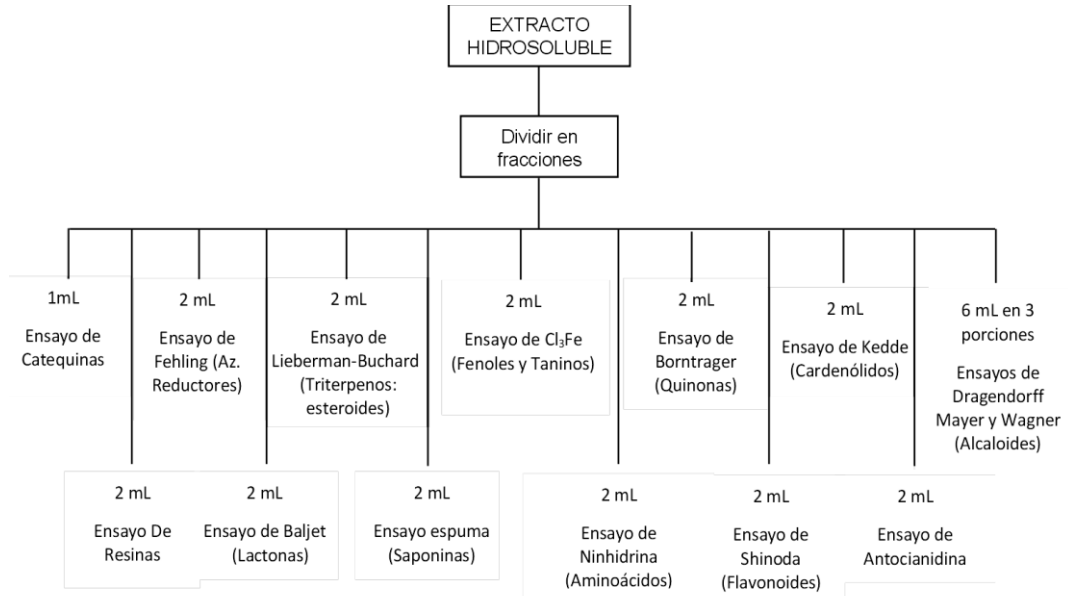 EXTRACTO
HIDROSOLUBLE
Dividir en
fracciones
1mL
Ensayo de
Catequinas
2 mL
Ensayo de
Fehling (Az.
Reductores)
2 mL
Ensayo de
Lieberman-Buchard
(Triterpenos:
esteroides)
2 mL
Ensayo de Cl₃Fe
(Fenoles y Taninos)
2 mL
Ensayo de
Borntrager
(Quinonas)
2 mL
Ensayo de Kedde
(Cardenólidos)
6 mL en 3
porciones
Ensayos de
Dragendorff
Mayer y Wagner
(Alcaloides)
2 mL
Ensayo De
Resinas
2 mL
Ensayo de Baljet
(Lactonas)
2 mL
Ensayo espuma
(Saponinas)
2 mL
Ensayo de
Ninhidrina
(Aminoácidos)
2 mL
Ensayo de
Shinoda
(Flavonoides)
2 mL
Ensayo de
Antocianidina